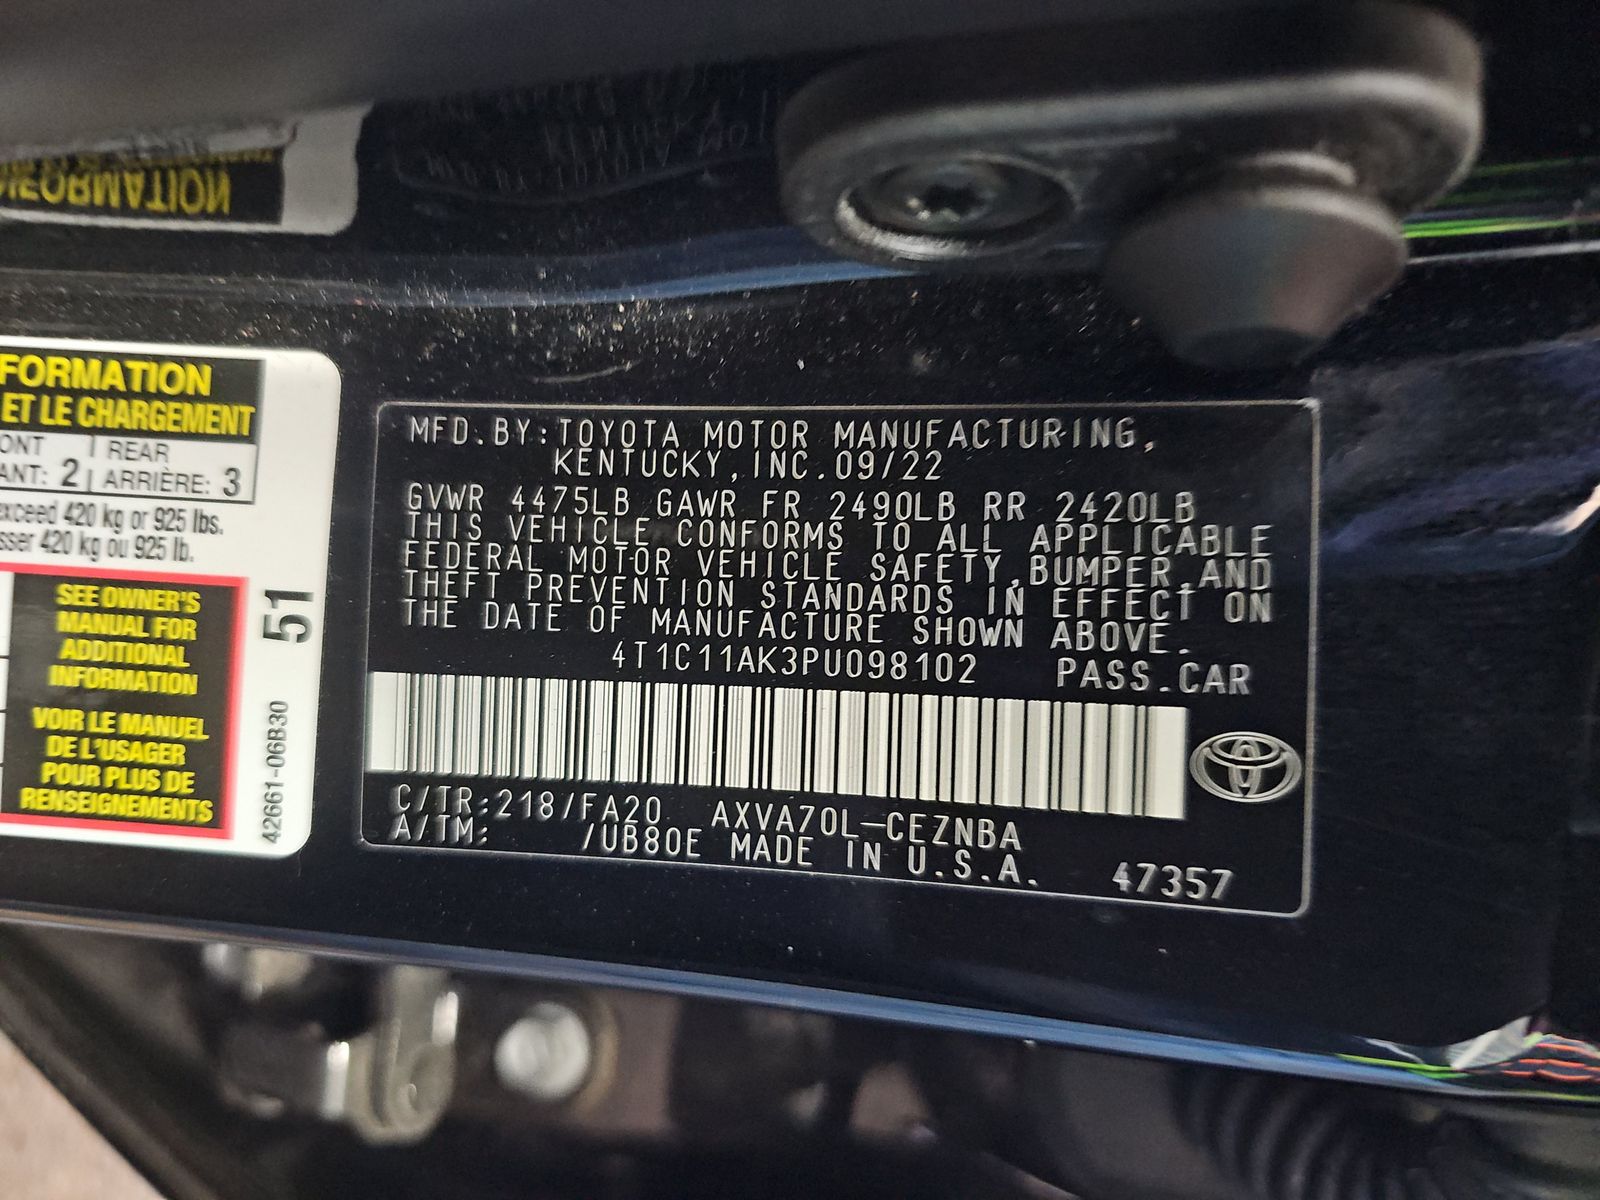 INFORMATION
FORMATION
ET LE CHARGEMENT
ONT | REAR
ANT: 2 | ARRIÈRE: 3
exceed 420 kg or 925 lbs.
sser 420 kg ou 925 lb.
SEE OWNER'S
MANUAL FOR
ADDITIONAL
INFORMATION
VOIR LE MANUEL
DE L'USAGER
POUR PLUS DE
RENSEIGNEMENTS
51
42661-06B30
MFD.BY:TOYOTA MOTOR MANUFACTURING,
KENTUCKY,INC.09/22
GVWR 4475LB GAWR FR 2490LB RR 2420LB
THIS VEHICLE CONFORMS TO ALL APPLICABLE
FEDERAL MOTOR VEHICLE SAFETY,BUMPER,AND
THEFT PREVENTION STANDARDS IN EFFECT ON
THE DATE OF MANUFACTURE SHOWN ABOVE.
4T1C11AK3PU098102 PASS.CAR
C/TR:218/FA20 AXVA70L-CEZNBA
A/TM: /UB80E MADE IN U.S.A. 47357